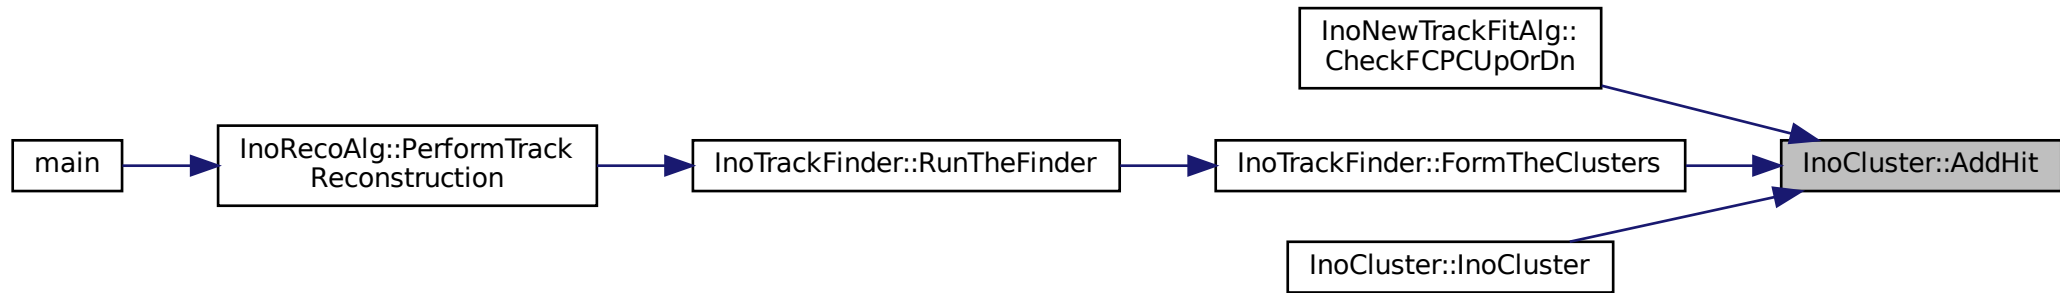 InoNewTrackFitAlg::
CheckFCPCUpOrDn
main
InoRecoAlg::PerformTrack
Reconstruction
InoTrackFinder::RunTheFinder
InoTrackFinder::FormTheClusters
InoCluster::AddHit
InoCluster::InoCluster